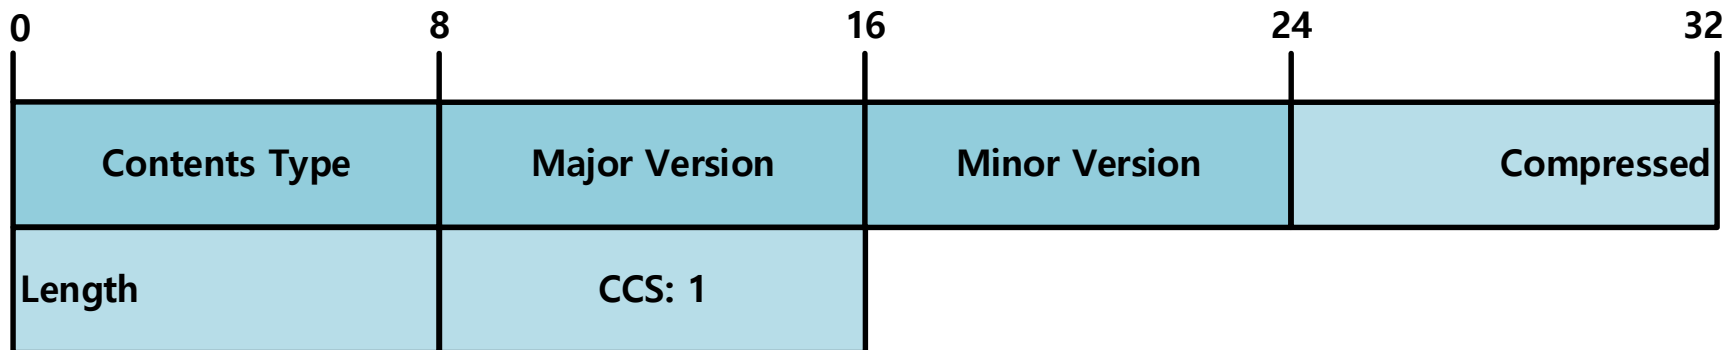 0 8 16 24 32
Contents Type Major Version Minor Version Compressed
Length CCS: 1